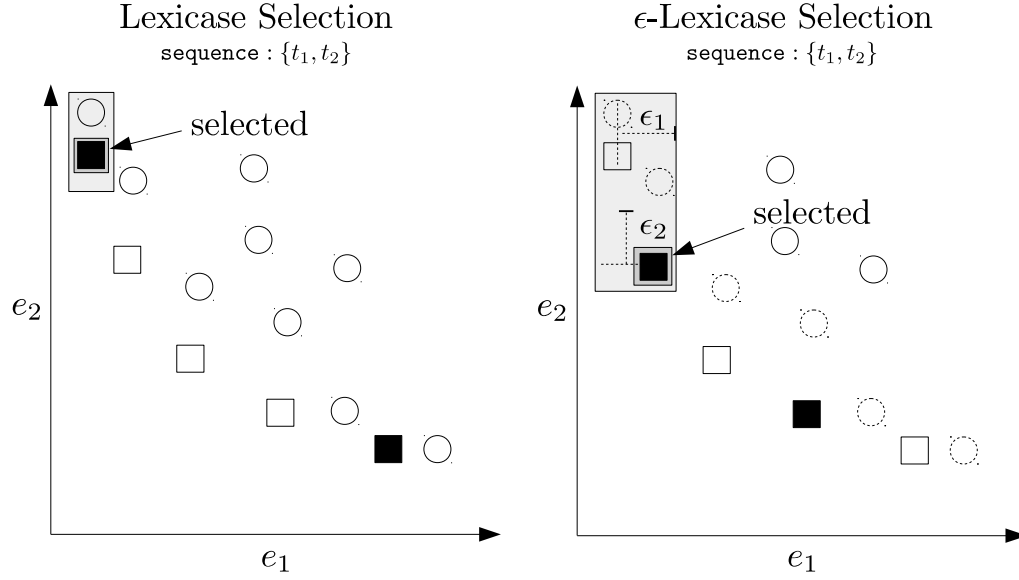 Lexicase Selection
sequence : {t₁, t₂}
selected
e₂
e₁
ϵ-Lexicase Selection
sequence : {t₁, t₂}
ϵ₁
selected
ϵ₂
e₂
e₁